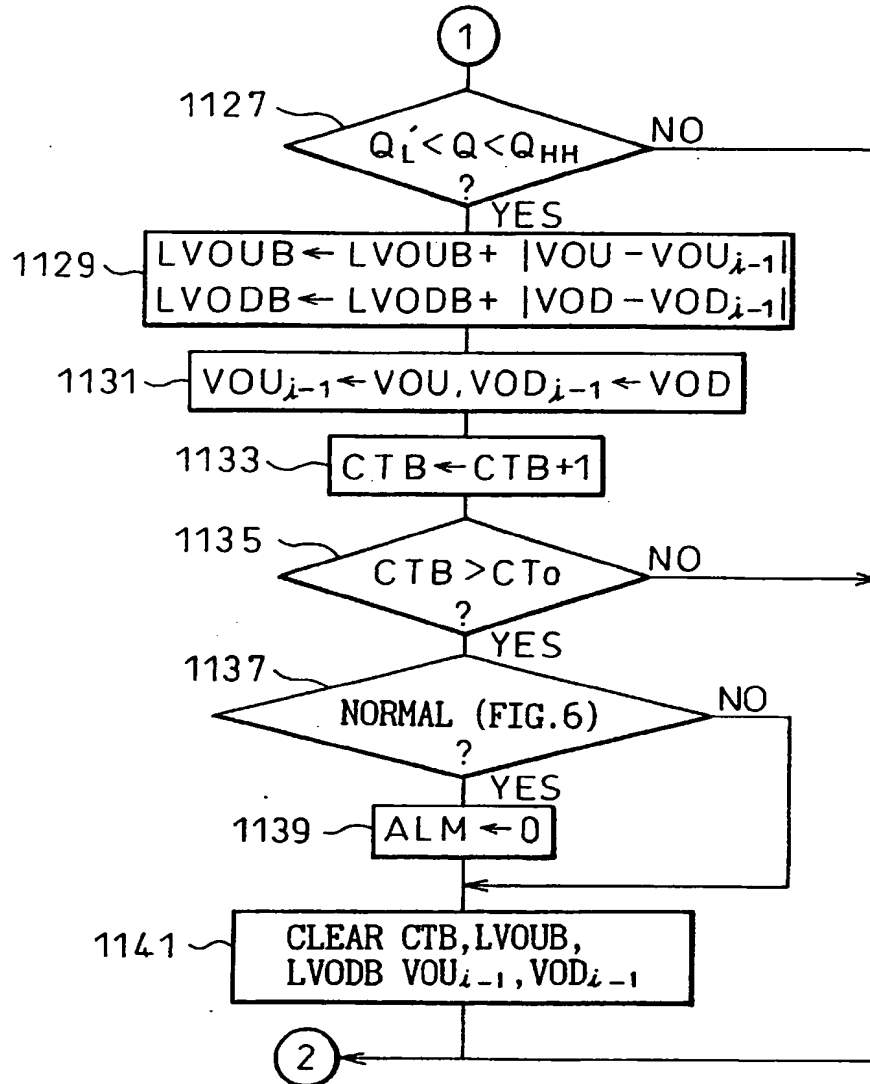 1
1127
Q'L<Q<QHH
?
NO
YES
1129
LVOUB←LVOUB+ |VOU-VOUi-1|
LVODB←LVODB+ |VOD-VODi-1|
1131
VOUi-1←VOU,VODi-1←VOD
1133
CTB←CTB+1
1135
CTB>CT0
?
NO
YES
1137
NORMAL (FIG.6)
?
NO
YES
1139
ALM←0
1141
CLEAR CTB,LVOUB,
LVODB VOUi-1,VODi-1
2